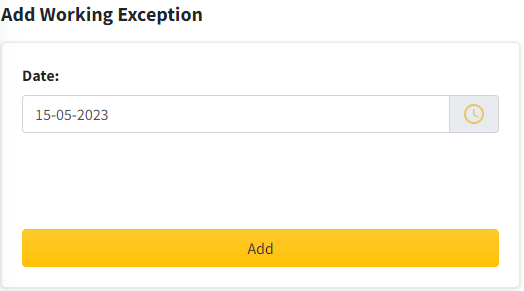 Add Working Exception
Date:
15-05-2023
Add